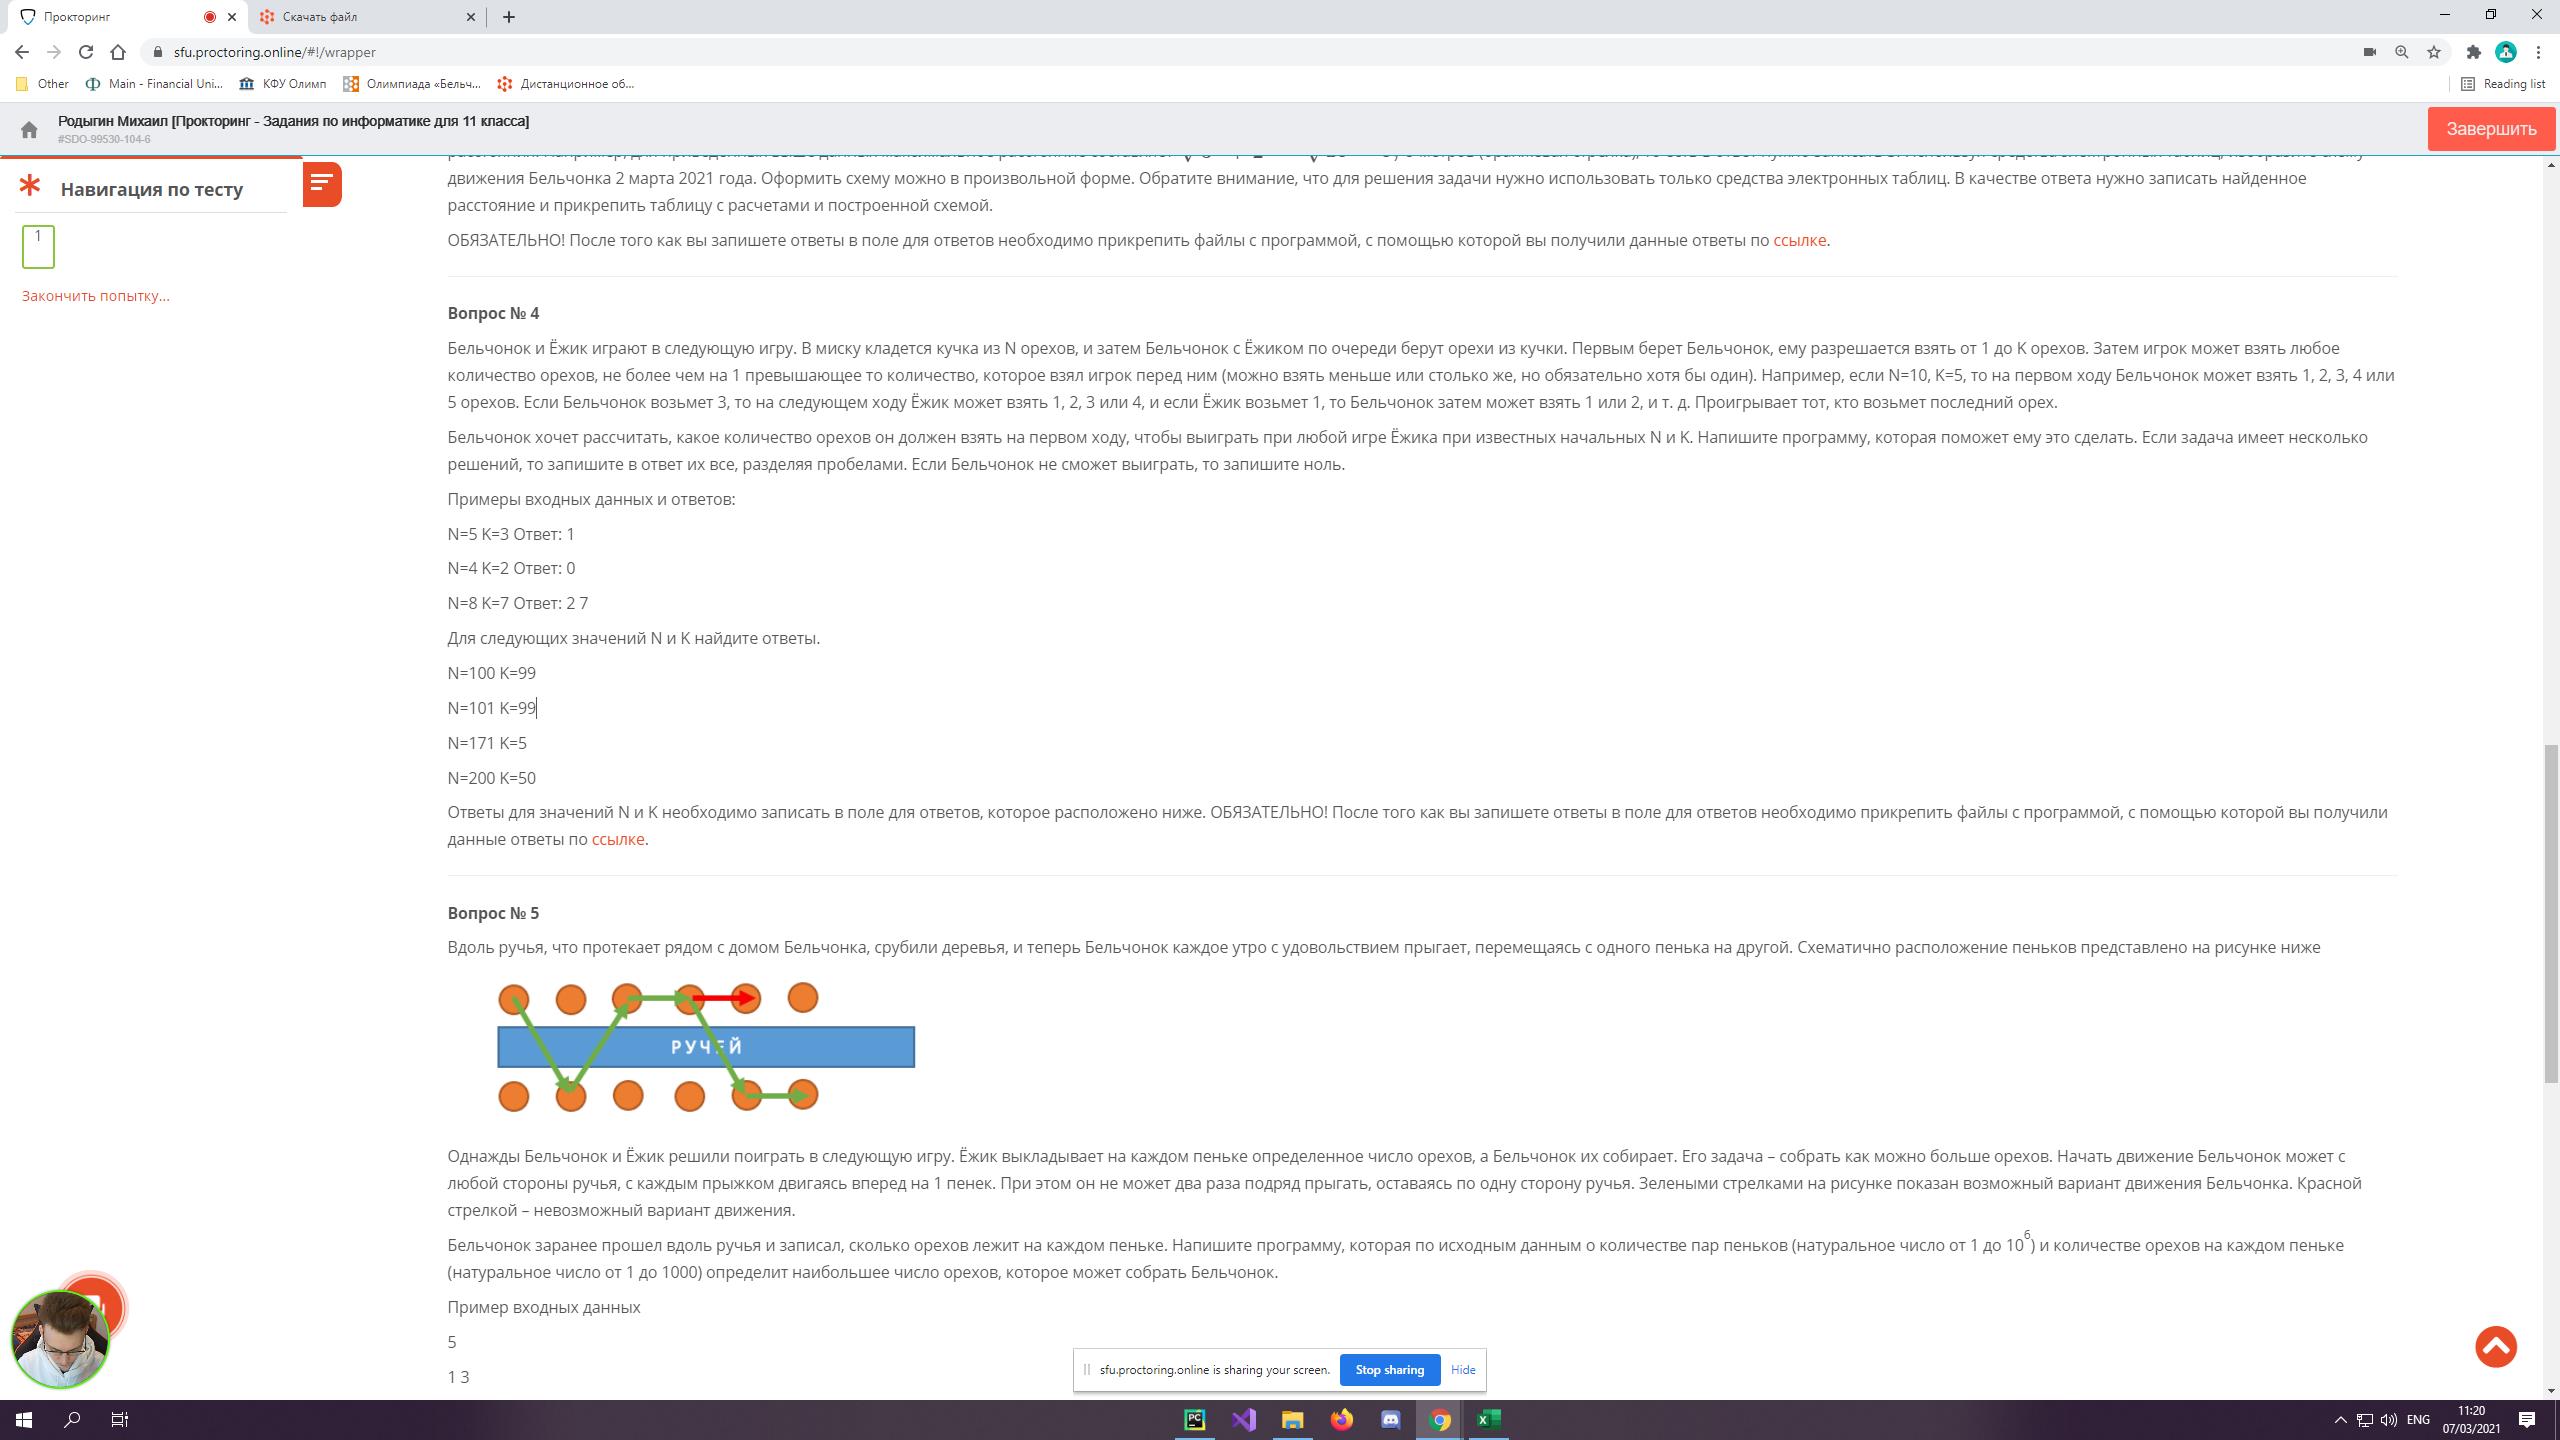 Прокторинг
Скачать файл
sfu.proctoring.online/#!/wrapper
Other
Main - Financial Uni...
КФУ Олимп
Олимпиада «Бельч...
Дистанционное об...
Reading list
Родыгин Михаил [Прокторинг - Задания по информатике для 11 класса]
#SDO-99530-104-6
Завершить
Навигация по тесту
1
Закончить попытку...
движения Бельчонка 2 марта 2021 года. Оформить схему можно в произвольной форме. Обратите внимание, что для решения задачи нужно использовать только средства электронных таблиц. В качестве ответа нужно записать найденное
расстояние и прикрепить таблицу с расчетами и построенной схемой.
ОБЯЗАТЕЛЬНО! После того как вы запишете ответы в поле для ответов необходимо прикрепить файлы с программой, с помощью которой вы получили данные ответы по ссылке.
Вопрос № 4
Бельчонок и Ёжик играют в следующую игру. В миску кладется кучка из N орехов, и затем Бельчонок с Ёжиком по очереди берут орехи из кучки. Первым берет Бельчонок, ему разрешается взять от 1 до K орехов. Затем игрок может взять любое
количество орехов, не более чем на 1 превышающее то количество, которое взял игрок перед ним (можно взять меньше или столько же, но обязательно хотя бы один). Например, если N=10, K=5, то на первом ходу Бельчонок может взять 1, 2, 3, 4 или
5 орехов. Если Бельчонок возьмет 3, то на следующем ходу Ёжик может взять 1, 2, 3 или 4, и если Ёжик возьмет 1, то Бельчонок затем может взять 1 или 2, и т. д. Проигрывает тот, кто возьмет последний орех.
Бельчонок хочет рассчитать, какое количество орехов он должен взять на первом ходу, чтобы выиграть при любой игре Ёжика при известных начальных N и K. Напишите программу, которая поможет ему это сделать. Если задача имеет несколько
решений, то запишите в ответ их все, разделяя пробелами. Если Бельчонок не сможет выиграть, то запишите ноль.
Примеры входных данных и ответов:
N=5 K=3 Ответ: 1
N=4 K=2 Ответ: 0
N=8 K=7 Ответ: 2 7
Для следующих значений N и K найдите ответы.
N=100 K=99
N=101 K=99
N=171 K=5
N=200 K=50
Ответы для значений N и K необходимо записать в поле для ответов, которое расположено ниже. ОБЯЗАТЕЛЬНО! После того как вы запишете ответы в поле для ответов необходимо прикрепить файлы с программой, с помощью которой вы получили
данные ответы по ссылке.
Вопрос № 5
Вдоль ручья, что протекает рядом с домом Бельчонка, срубили деревья, и теперь Бельчонок каждое утро с удовольствием прыгает, перемещаясь с одного пенька на другой. Схематично расположение пеньков представлено на рисунке ниже
РУЧЕЙ
Однажды Бельчонок и Ёжик решили поиграть в следующую игру. Ёжик выкладывает на каждом пеньке определенное число орехов, а Бельчонок их собирает. Его задача – собрать как можно больше орехов. Начать движение Бельчонок может с
любой стороны ручья, с каждым прыжком двигаясь вперед на 1 пенек. При этом он не может два раза подряд прыгать, оставаясь по одну сторону ручья. Зелеными стрелками на рисунке показан возможный вариант движения Бельчонка. Красной
стрелкой – невозможный вариант движения.
Бельчонок заранее прошел вдоль ручья и записал, сколько орехов лежит на каждом пеньке. Напишите программу, которая по исходным данным о количестве пар пеньков (натуральное число от 1 до 10^6) и количестве орехов на каждом пеньке
(натуральное число от 1 до 1000) определит наибольшее число орехов, которое может собрать Бельчонок.
Пример входных данных
5
1 3
sfu.proctoring.online is sharing your screen.
Stop sharing
Hide
ENG
11:20
07/03/2021